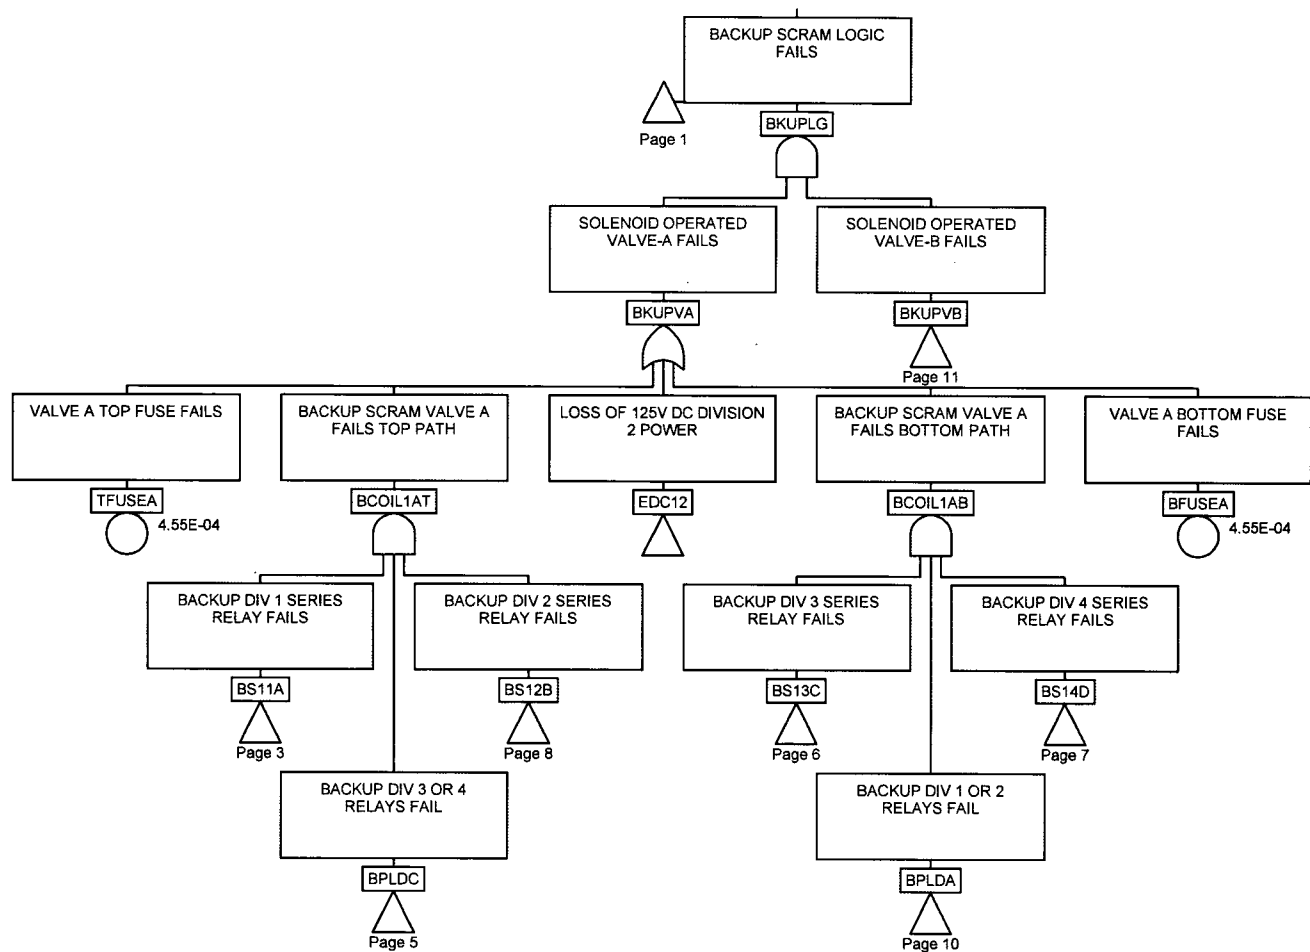 BACKUP SCRAM LOGIC
FAILS
Page 1
BKUPLG
SOLENOID OPERATED
VALVE-A FAILS
SOLENOID OPERATED
VALVE-B FAILS
BKUPVA
BKUPVB
Page 11
VALVE A TOP FUSE FAILS
BACKUP SCRAM VALVE A
FAILS TOP PATH
LOSS OF 125V DC DIVISION
2 POWER
BACKUP SCRAM VALVE A
FAILS BOTTOM PATH
VALVE A BOTTOM FUSE
FAILS
TFUSEA
4.55E-04
BCOIL1AT
EDC12
BCOIL1AB
BFUSEA
4.55E-04
BACKUP DIV 1 SERIES
RELAY FAILS
BACKUP DIV 2 SERIES
RELAY FAILS
BACKUP DIV 3 SERIES
RELAY FAILS
BACKUP DIV 4 SERIES
RELAY FAILS
BS11A
Page 3
BS12B
Page 8
BS13C
Page 6
BS14D
Page 7
BACKUP DIV 3 OR 4
RELAYS FAIL
BACKUP DIV 1 OR 2
RELAYS FAIL
BPLDC
Page 5
BPLDA
Page 10